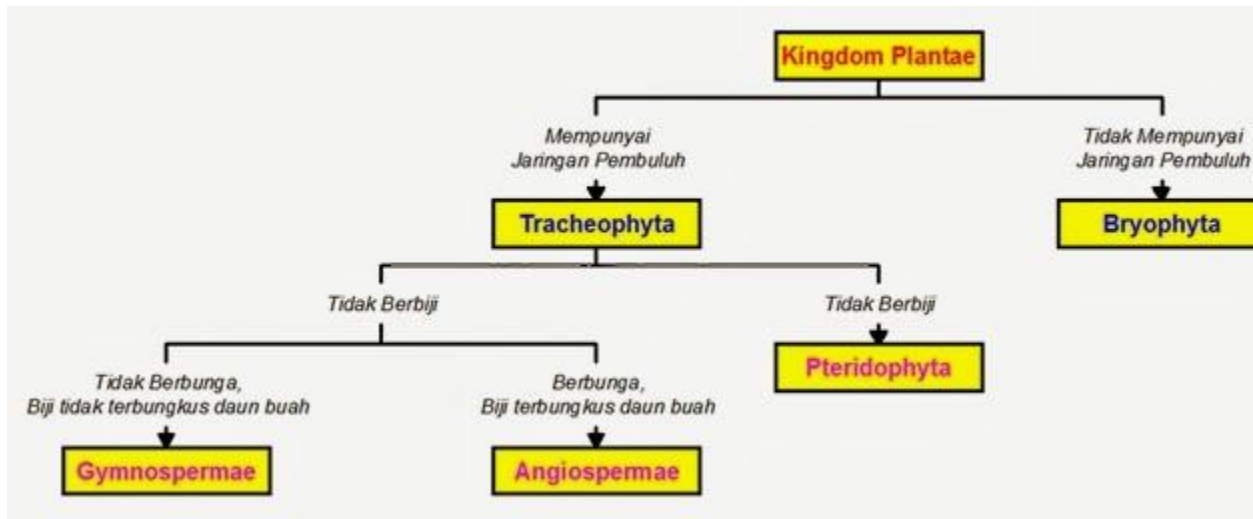 Kingdom Plantae
Mempunyai
Jaringan Pembuluh
Tidak Mempunyai
Jaringan Pembuluh
Tracheophyta
Bryophyta
Tidak Berbiji
Tidak Berbiji
Pteridophyta
Tidak Berbunga,
Biji tidak terbungkus daun buah
Berbunga,
Biji terbungkus daun buah
Gymnospermae
Angiospermae